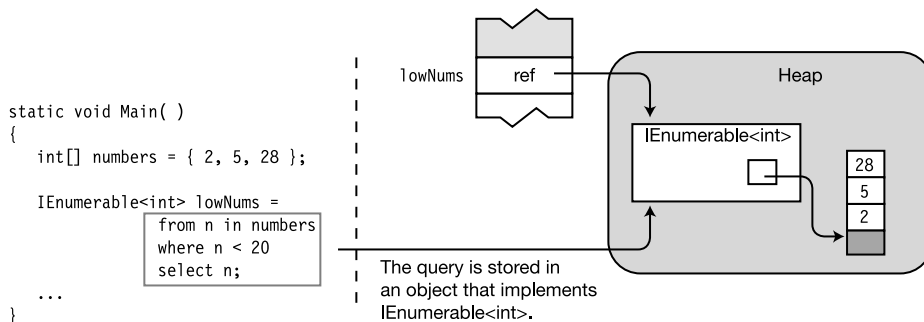 static void Main( )
{
int[] numbers = { 2, 5, 28 };
IEnumerable<int> lowNums =
from n in numbers
where n < 20
select n;
...
}
lowNums
ref
Heap
IEnumerable<int>
28
5
2
The query is stored in
an object that implements
IEnumerable<int>.